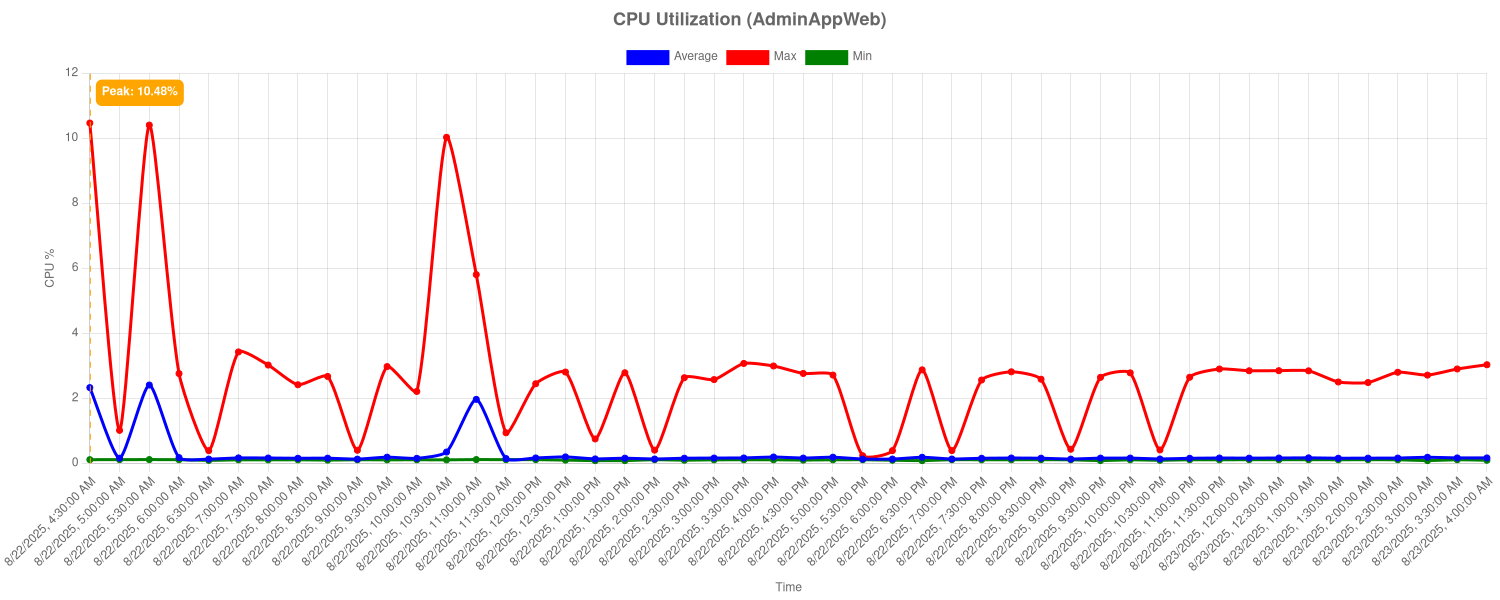 CPU Utilization (AdminAppWeb)
Average Max Min
12
Peak: 10.48%
10
8
6
4
2
0
CPU %
8/22/2025, 4:30:00 AM
8/22/2025, 5:00:00 AM
8/22/2025, 5:30:00 AM
8/22/2025, 6:00:00 AM
8/22/2025, 6:30:00 AM
8/22/2025, 7:00:00 AM
8/22/2025, 7:30:00 AM
8/22/2025, 8:00:00 AM
8/22/2025, 8:30:00 AM
8/22/2025, 9:00:00 AM
8/22/2025, 9:30:00 AM
8/22/2025, 10:00:00 AM
8/22/2025, 10:30:00 AM
8/22/2025, 11:00:00 AM
8/22/2025, 11:30:00 AM
8/22/2025, 12:00:00 PM
8/22/2025, 12:30:00 PM
8/22/2025, 1:00:00 PM
8/22/2025, 1:30:00 PM
8/22/2025, 2:00:00 PM
8/22/2025, 2:30:00 PM
8/22/2025, 3:00:00 PM
8/22/2025, 3:30:00 PM
8/22/2025, 4:00:00 PM
8/22/2025, 4:30:00 PM
8/22/2025, 5:00:00 PM
8/22/2025, 5:30:00 PM
8/22/2025, 6:00:00 PM
8/22/2025, 6:30:00 PM
8/22/2025, 7:00:00 PM
8/22/2025, 7:30:00 PM
8/22/2025, 8:00:00 PM
8/22/2025, 8:30:00 PM
8/22/2025, 9:00:00 PM
8/22/2025, 9:30:00 PM
8/22/2025, 10:00:00 PM
8/22/2025, 10:30:00 PM
8/22/2025, 11:00:00 PM
8/22/2025, 11:30:00 PM
8/23/2025, 12:00:00 AM
8/23/2025, 12:30:00 AM
8/23/2025, 1:00:00 AM
8/23/2025, 1:30:00 AM
8/23/2025, 2:00:00 AM
8/23/2025, 2:30:00 AM
8/23/2025, 3:00:00 AM
8/23/2025, 3:30:00 AM
8/23/2025, 4:00:00 AM
Time